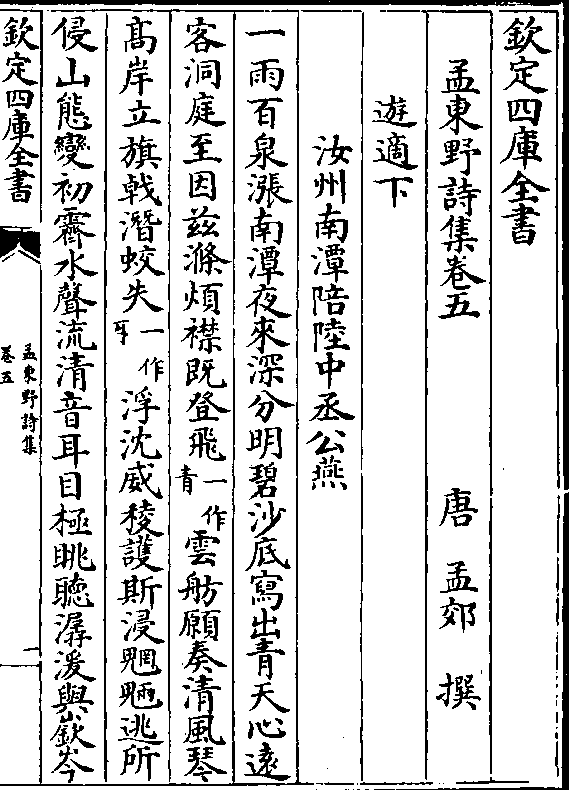 欽定四庫全書
孟東野詩集卷五
唐 孟郊 撰
遊適下
汝州南潭陪陸中丞公燕
一雨百泉漲南潭夜來深分明碧沙底寫出青天心遠
客洞庭至因兹滌煩襟既登飛一作青雲舫願奏清風琴
髙岸立旗戟潛蛟失一作牙浮沈威稜護斯浸魍魎逃所
侵山態變初霽水聲流清音耳目極眺聽潺湲與嶔岑
欽定四庫全書
孟東野詩集
卷五
一